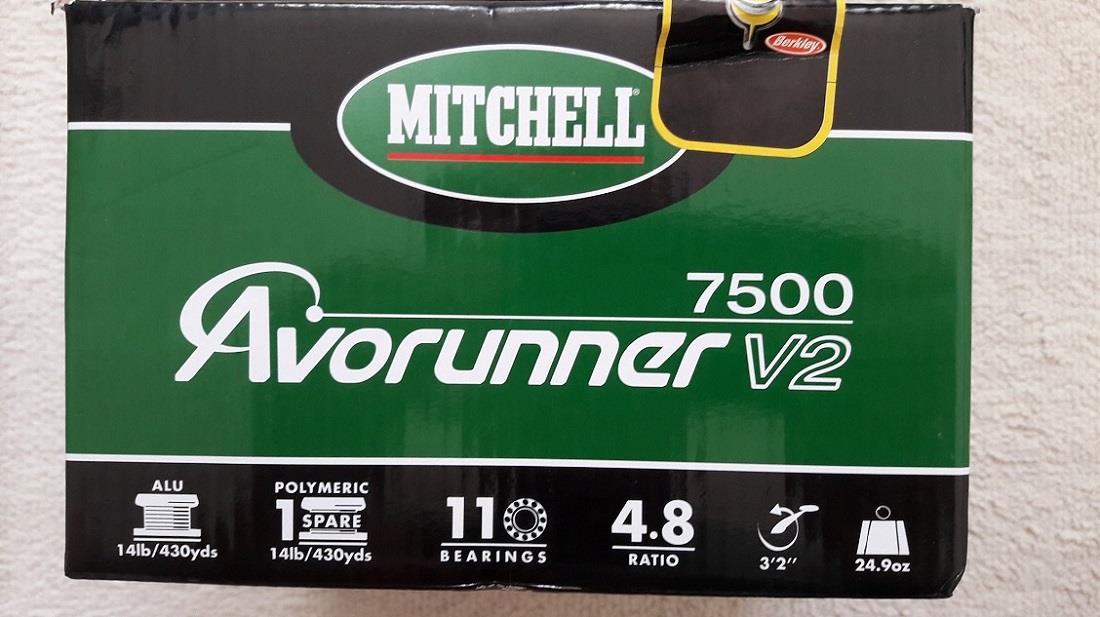 MITCHELL®
Berkley
7500
Avorunner V2
ALU
14lb/430yds
POLYMERIC
1 SPARE
14lb/430yds
11
BEARINGS
4.8
RATIO
3'2''
24.9oz